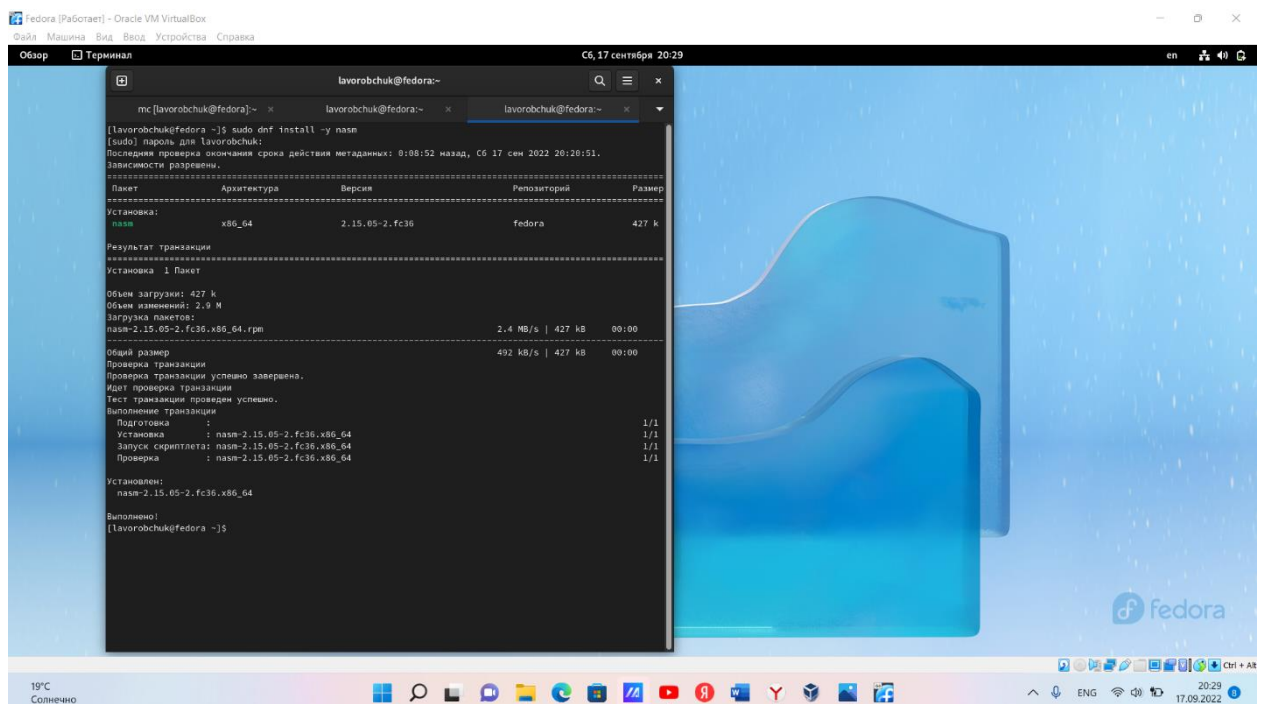 Fedora [Работает] - Oracle VM VirtualBox
Файл Машина Вид Ввод Устройства Справка
Обзор Терминал Сб, 17 сентября 20:29 en
lavorobchuk@fedora:~
mc [lavorobchuk@fedora]:~ × lavorobchuk@fedora:~ × lavorobchuk@fedora:~ ×
[lavorobchuk@fedora ~]$ sudo dnf install -y nasm
[sudo] пароль для lavorobchuk:
Последняя проверка окончания срока действия метаданных: 0:08:52 назад, Сб 17 сен 2022 20:20:51.
Зависимости разрешены.
Пакет Архитектура Версия Репозиторий Размер
Установка:
nasm x86_64 2.15.05-2.fc36 fedora 427 k
Результат транзакции
Установка 1 Пакет
Объем загрузки: 427 k
Объем изменений: 2.9 M
Загрузка пакетов:
nasm-2.15.05-2.fc36.x86_64.rpm 2.4 MB/s | 427 kB 00:00
Общий размер 492 kB/s | 427 kB 00:00
Проверка транзакции
Проверка транзакции успешно завершена.
Идет проверка транзакции
Тест транзакции проведен успешно.
Выполнение транзакции
Подготовка : 1/1
Установка : nasm-2.15.05-2.fc36.x86_64 1/1
Запуск скриптлета: nasm-2.15.05-2.fc36.x86_64 1/1
Проверка : nasm-2.15.05-2.fc36.x86_64 1/1
Установлен:
nasm-2.15.05-2.fc36.x86_64
Выполнено!
[lavorobchuk@fedora ~]$
fedora
Ctrl + Alt
19°C
Солнечно
ENG
20:29
17.09.2022
8